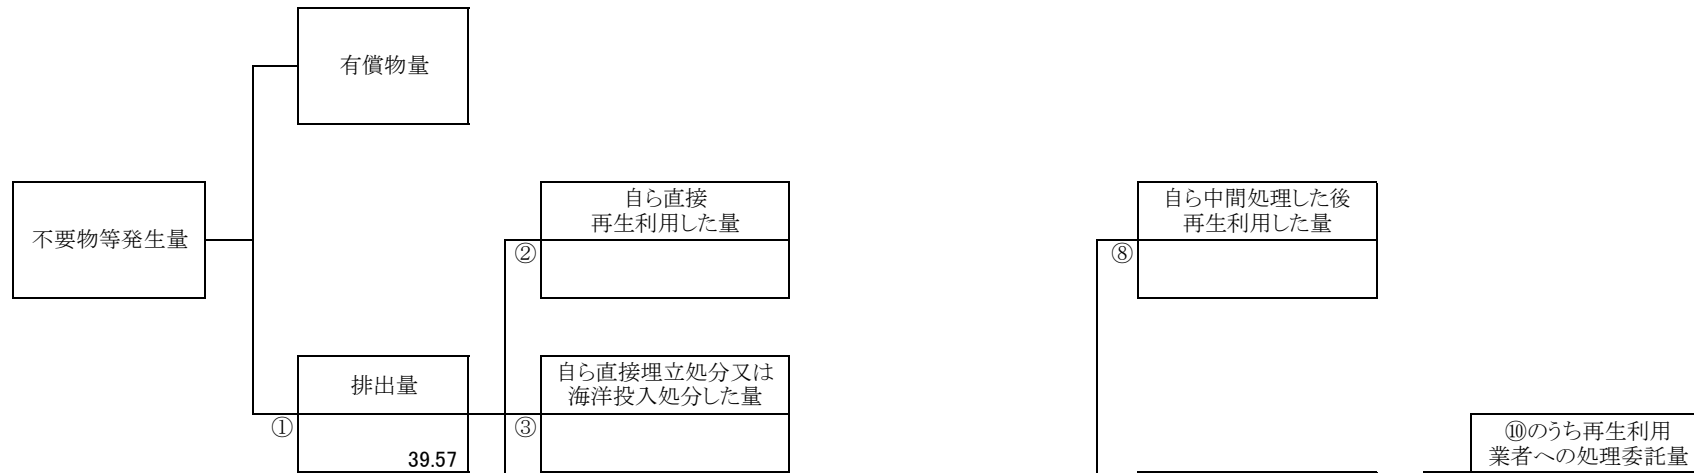 有償物量
不要物等発生量
自ら直接
再生利用した量
②
自ら中間処理した後
再生利用した量
⑧
排出量
①
39.57
自ら直接埋立処分又は
海洋投入処分した量
③
⑩のうち再生利用
業者への処理委託量